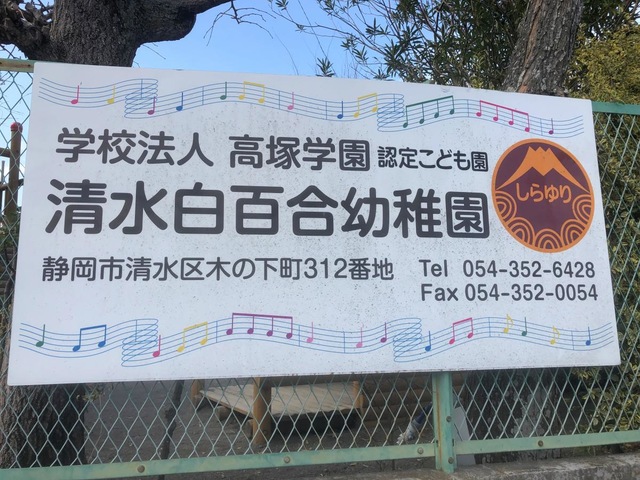 学校法人 高塚学園 認定こども園
清水白百合幼稚園
しらゆり
静岡市清水区木の下町312番地 Tel 054-352-6428
Fax 054-352-0054